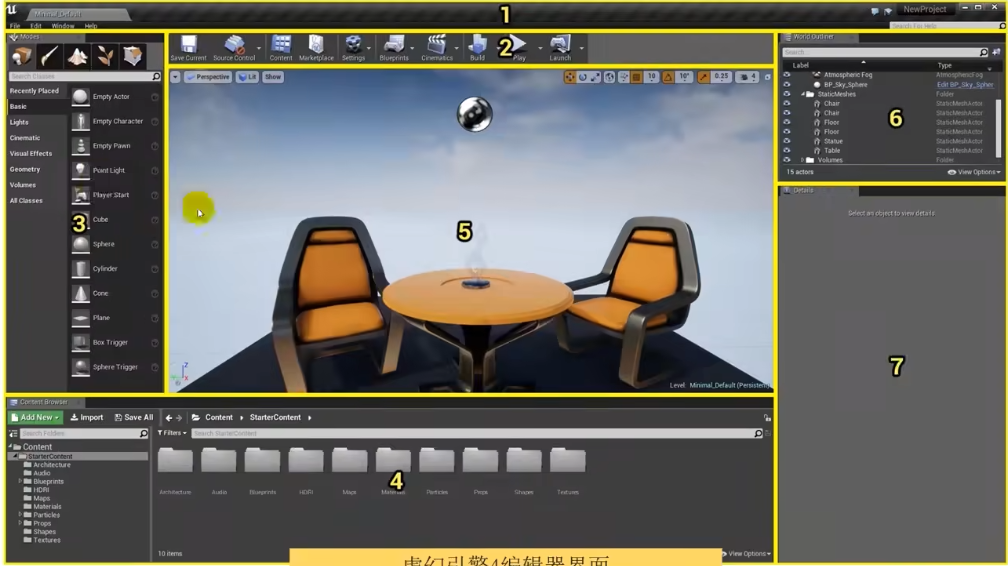 Minimal_Default
1
NewProject
File Edit Window Help
Search For Help
Modes
Search Classes
Recently Placed
Basic
Lights
Cinematic
Visual Effects
Geometry
Volumes
All Classes
Empty Actor
Empty Character
Empty Pawn
Point Light
Player Start
Cube
Sphere
Cylinder
Cone
Plane
Box Trigger
Sphere Trigger
3
Save Current Source Control Content Marketplace Settings Blueprints Cinematics Build Play Launch
2
Perspective Lit Show
10 10° 0.25 4
5
Level: Minimal_Default (Persistent)
World Outliner
Search...
Label Type
Atmospheric Fog AtmosphericFog
BP_Sky_Sphere Edit BP_Sky_Spher
StaticMeshes Folder
Chair StaticMeshActor
Chair StaticMeshActor
Floor StaticMeshActor
Floor StaticMeshActor
Statue StaticMeshActor
Table StaticMeshActor
Volumes Folder
15 actors View Options
6
Details
Select an object to view details.
7
Content Browser
Add New Import Save All Content StarterContent
Search Folders
Filters Search StarterContent
Content
StarterContent
Architecture
Audio
Blueprints
HDRI
Maps
Materials
Particles
Props
Shapes
Textures
Architecture Audio Blueprints HDRI Maps Materials Particles Props Shapes Textures
4
10 items View Options
虚幻引擎4编辑器界面